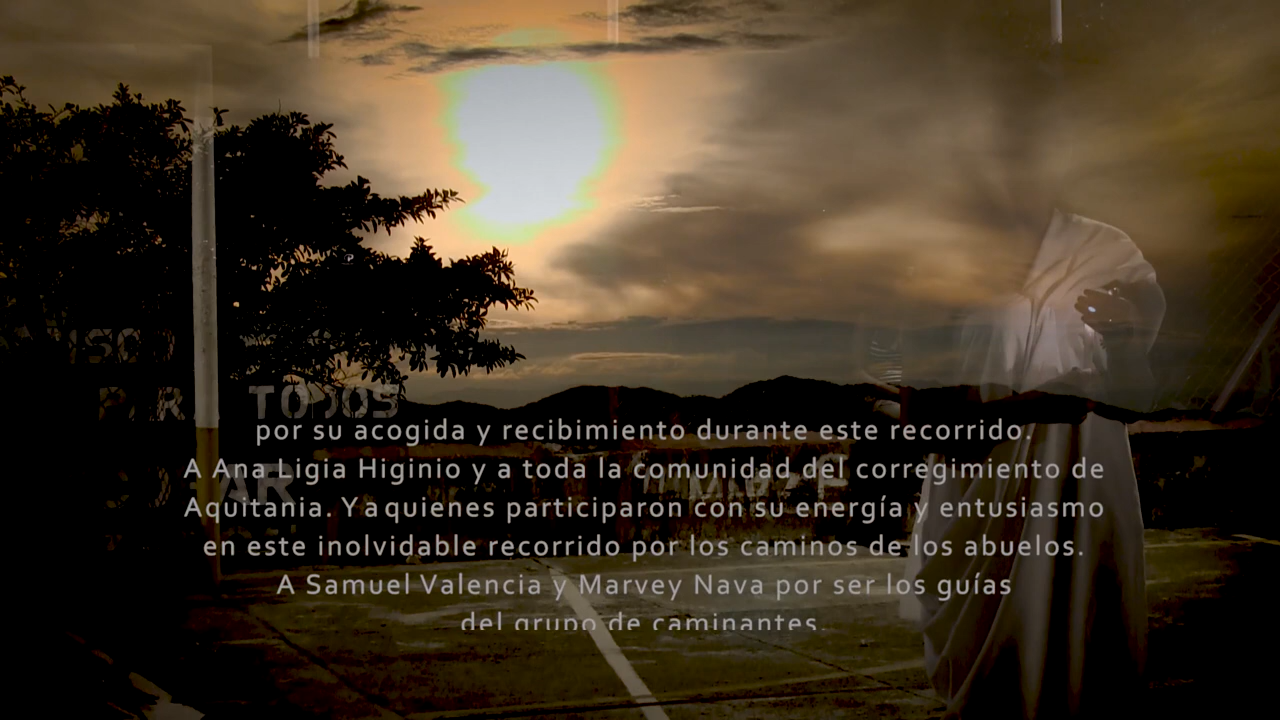 TODOS
por su acogida y recibimiento durante este recorrido.
A Ana Ligia Higinio y a toda la comunidad del corregimiento de
Aquitania. Y a quienes participaron con su energía y entusiasmo
en este inolvidable recorrido por los caminos de los abuelos.
A Samuel Valencia y Marvey Nava por ser los guías
del grupo de caminantes.